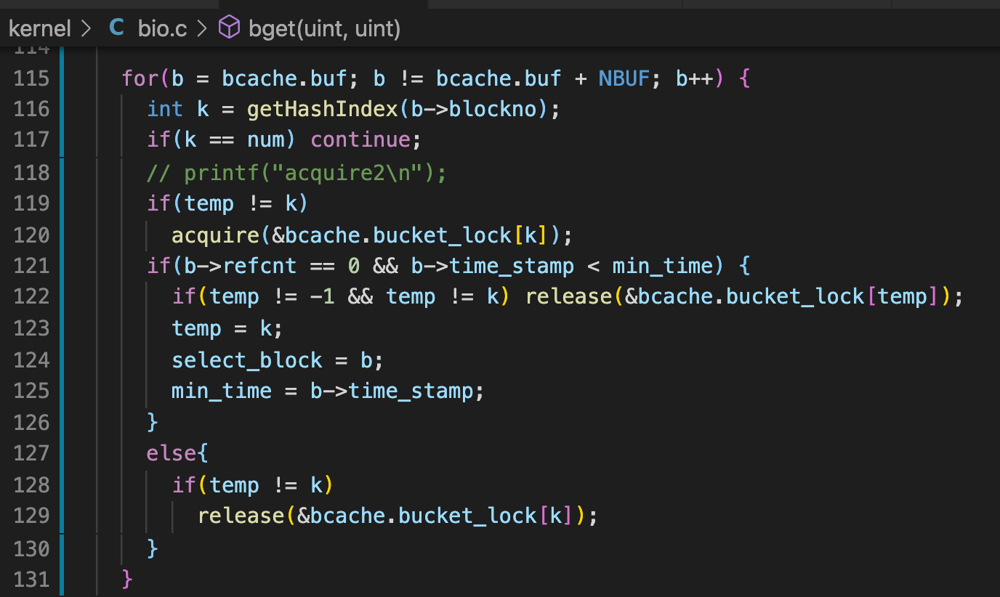 kernel > C bio.c > bget(uint, uint)
114
115 for(b = bcache.buf; b != bcache.buf + NBUF; b++) {
116 int k = getHashIndex(b->blockno);
117 if(k == num) continue;
118 // printf("acquire2\n");
119 if(temp != k)
120 acquire(&bcache.bucket_lock[k]);
121 if(b->refcnt == 0 && b->time_stamp < min_time) {
122 if(temp != -1 && temp != k) release(&bcache.bucket_lock[temp]);
123 temp = k;
124 select_block = b;
125 min_time = b->time_stamp;
126 }
127 else{
128 if(temp != k)
129 release(&bcache.bucket_lock[k]);
130 }
131 }